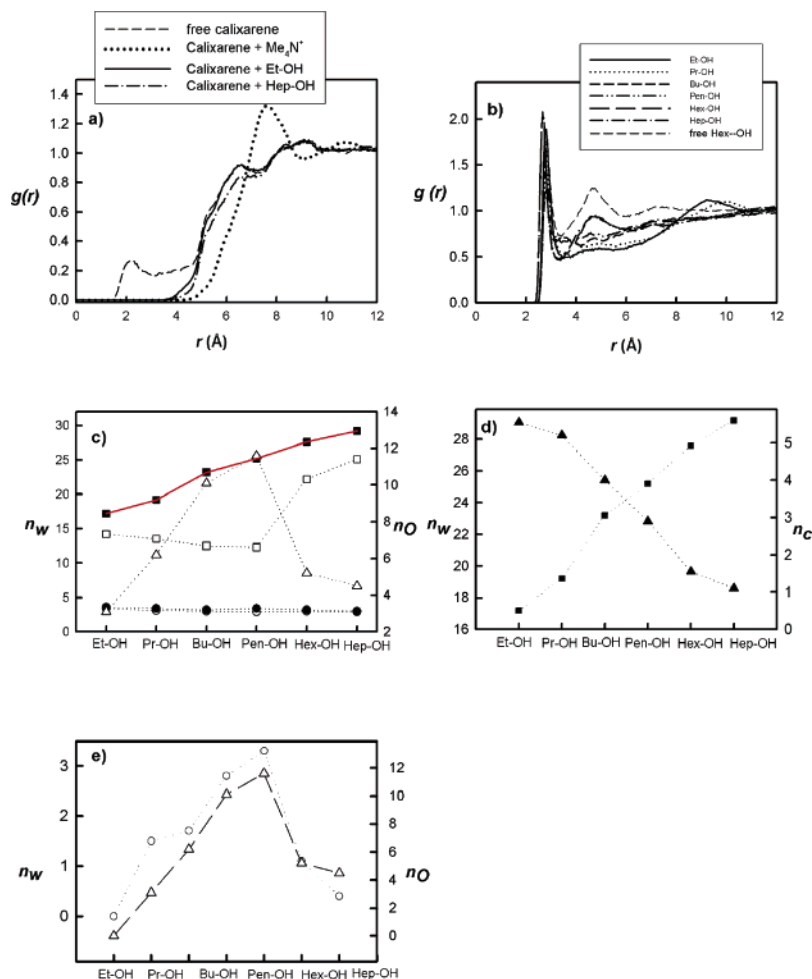 free calixarene
Calixarene + Me4N+
Calixarene + Et-OH
Calixarene + Hep-OH
a)
1.4
1.2
1.0
0.8
0.6
0.4
0.2
0.0
g(r)
0 2 4 6 8 10 12
r (Å)
Et-OH
Pr-OH
Bu-OH
Pen-OH
Hex-OH
Hep-OH
free Hex--OH
b)
2.0
1.5
1.0
0.5
0.0
g (r)
0 2 4 6 8 10 12
r (Å)
c)
30
25
20
15
10
5
0
nW
14
12
10
8
6
4
2
nO
Et-OH Pr-OH Bu-OH Pen-OH Hex-OH Hep-OH
d)
28
26
24
22
20
18
16
nW
5
4
3
2
1
0
nc
Et-OH Pr-OH Bu-OH Pen-OH Hex-OH Hep-OH
e)
3
2
1
0
nW
12
10
8
6
4
2
0
nO
Et-OH Pr-OH Bu-OH Pen-OH Hex-OH Hep-OH